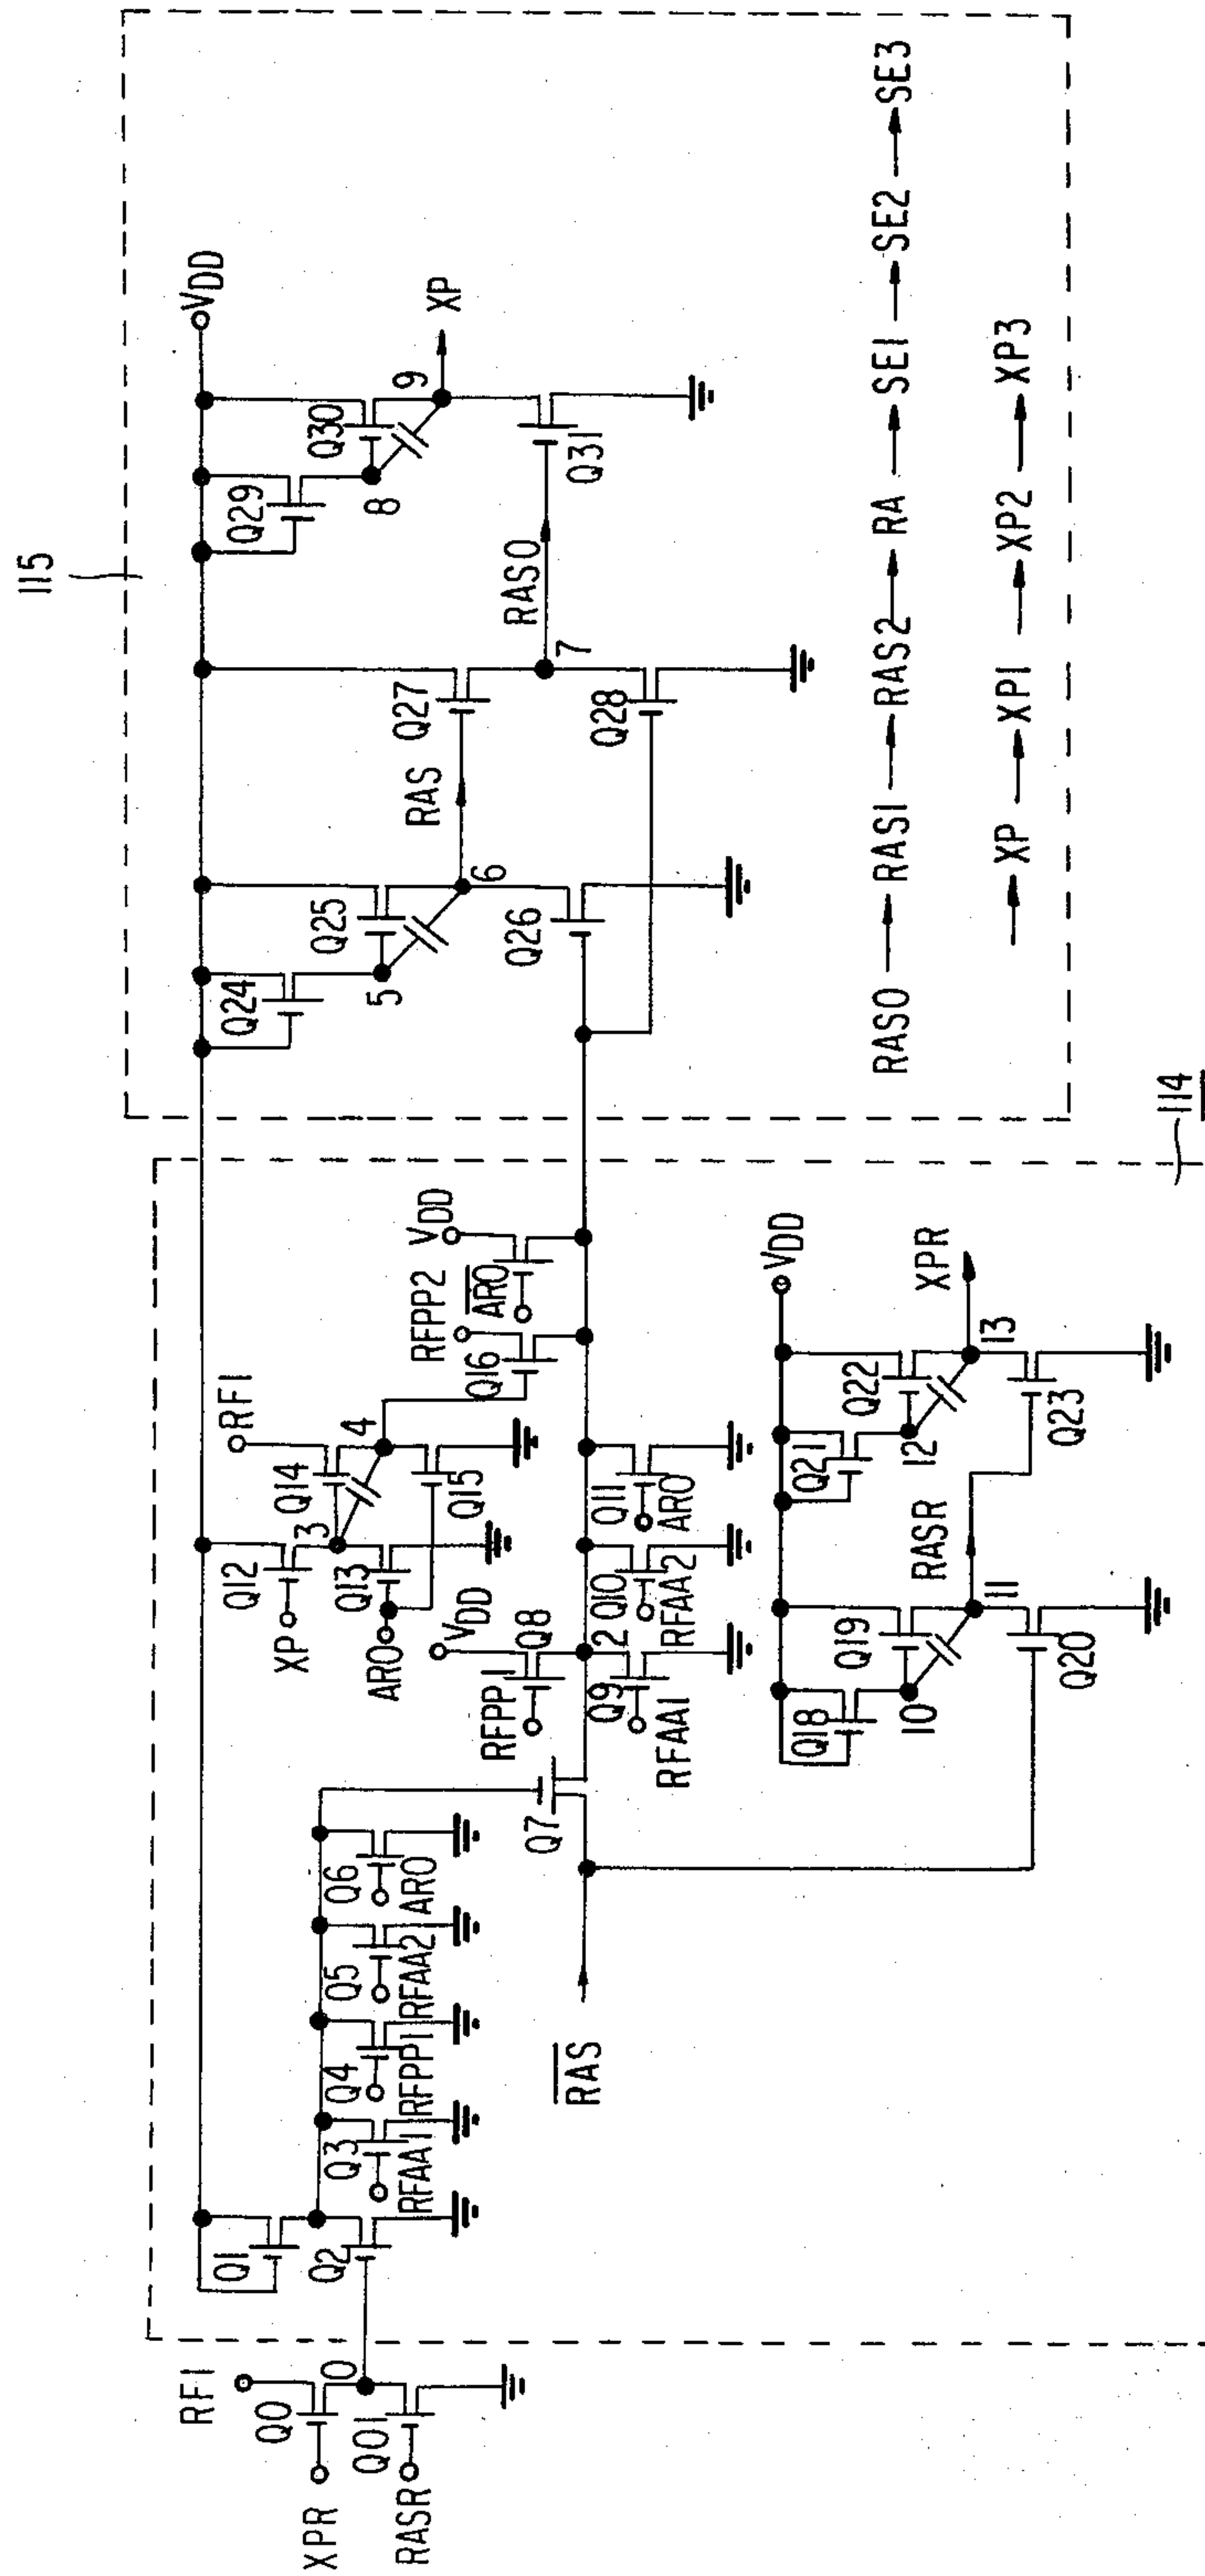 115
VDD
RF1
Q0
0
XPR
Q01
RASR
Q1
Q2
Q3
RFAA1
Q4
RFPP1
Q5
RFAA2
Q6
ARO
Q7
R̅A̅S̅
XP
Q12
3
Q13
ARO
RF1
Q14
4
Q15
RFPP2
Q16
VDD
A̅R̅O̅
VDD
RFPP1
Q8
2
Q9
RFAA1
Q10
RFAA2
Q11
ARO
VDD
Q18
10
Q19
11
Q20
RASR
Q21
12
Q22
13
XPR
Q23
114
Q24
5
Q25
6
Q26
RAS
Q27
7
Q28
RASO
Q29
8
Q30
9
XP
Q31
RASO RAS1 RAS2 RA SE1 SE2 SE3
XP XP1 XP2 XP3